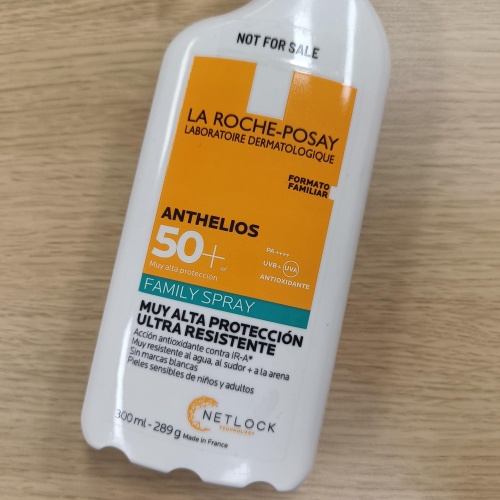 NOT FOR SALE
LA ROCHE-POSAY
LABORATOIRE DERMATOLOGIQUE
FORMATO
FAMILIAR
ANTHELIOS
50+
Muy alta protección
PA++++
UVB+ UVA
ANTIOXIDANTE
FAMILY SPRAY
MUY ALTA PROTECCIÓN
ULTRA RESISTENTE
Acción antioxidante contra IR-A*
Muy resistente al agua, al sudor + a la arena
Sin marcas blancas
Pieles sensibles de niños y adultos
NETLOCK
TECHNOLOGY
300 ml - 289 g Made in France